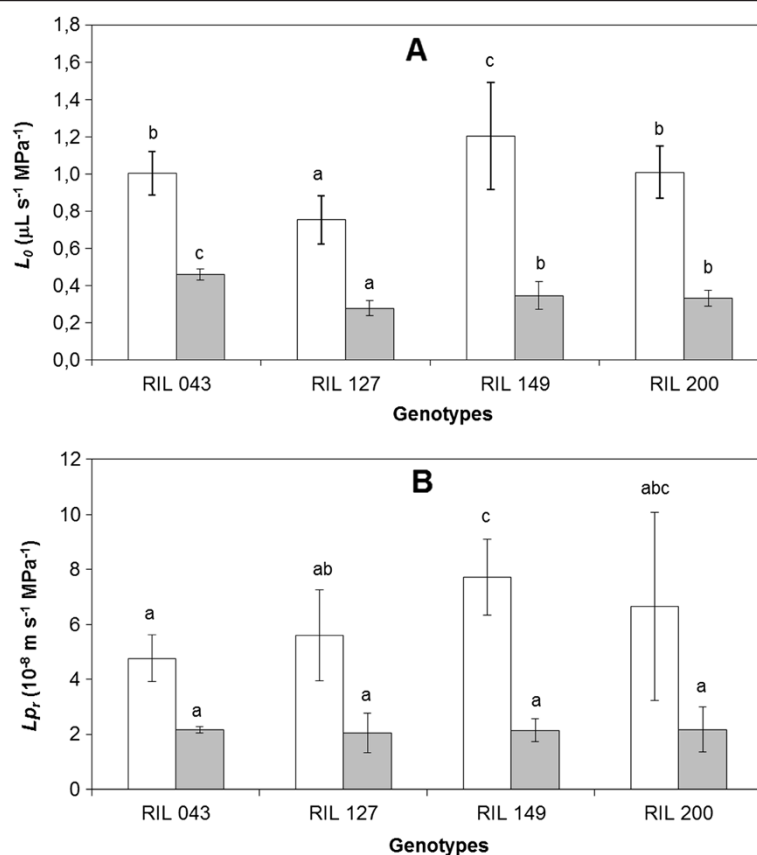 A
L₀ (µL s⁻¹ MPa⁻¹)
1,8
1,6
1,4
1,2
1,0
0,8
0,6
0,4
0,2
0,0
b
c
a
a
c
b
b
b
RIL 043 RIL 127 RIL 149 RIL 200
Genotypes
B
Lpᵣ (10⁻⁸ m s⁻¹ MPa⁻¹)
12
10
8
6
4
2
0
a
a
ab
a
c
a
abc
a
RIL 043 RIL 127 RIL 149 RIL 200
Genotypes